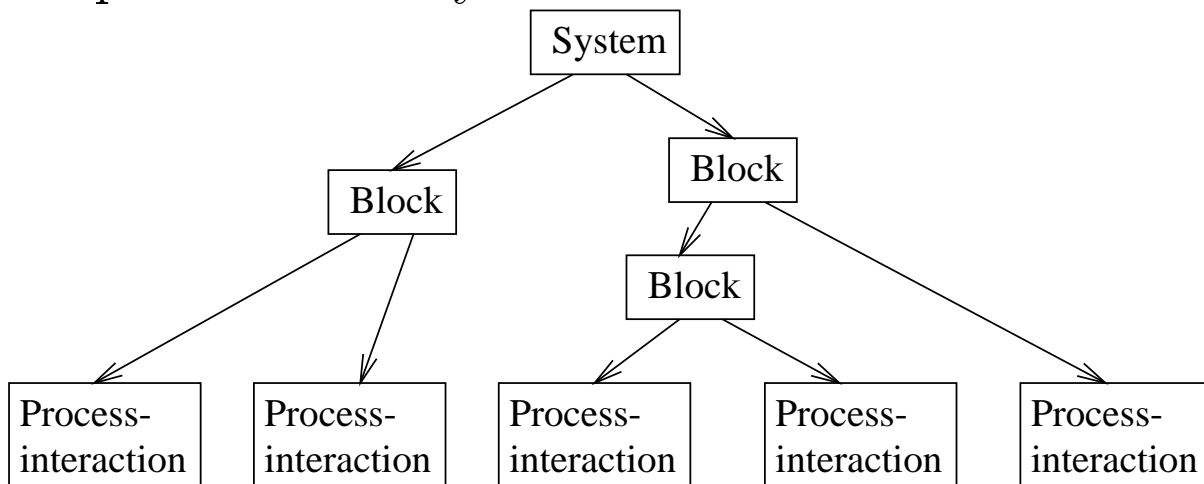 System
Block
Block
Block
Process-
interaction
Process-
interaction
Process-
interaction
Process-
interaction
Process-
interaction